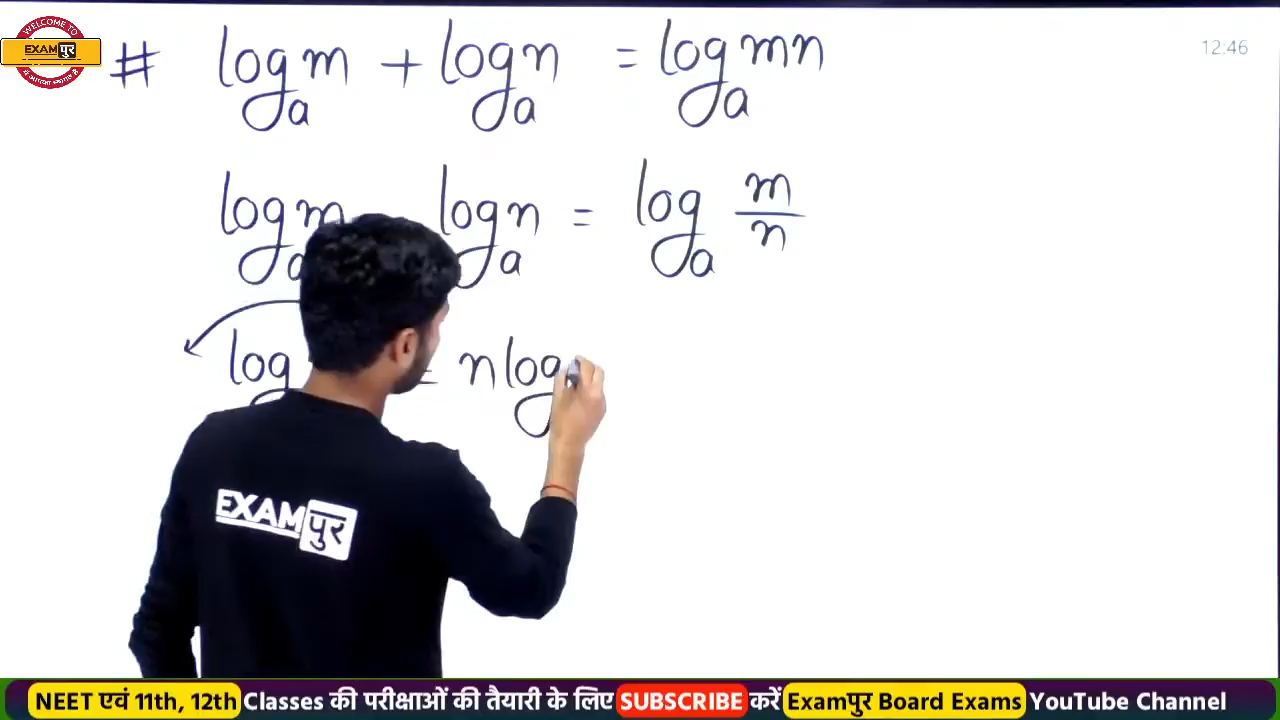 WELCOME TO
EXAMपुर
12:46
# log_a m + log_a n = log_a mn
log m log_a n = log_a m/n
log = n log
EXAMपुर
NEET एवं 11th, 12th Classes की परीक्षाओं की तैयारी के लिए SUBSCRIBE करें Examपुर Board Exams YouTube Channel